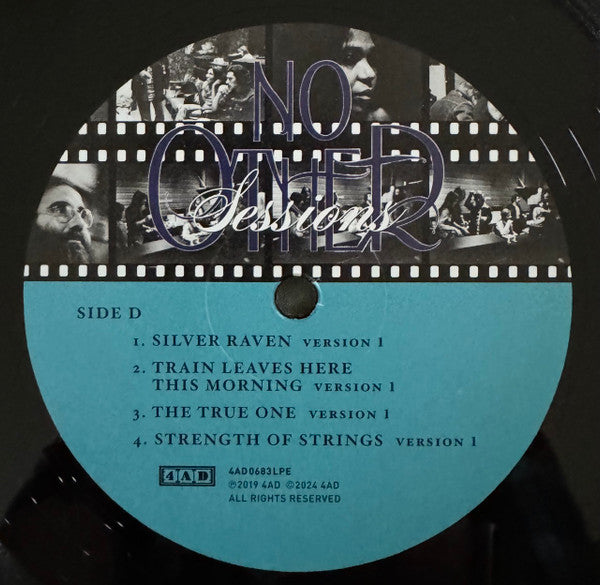 NO
OTHER
Sessions
SIDE D
1. SILVER RAVEN VERSION 1
2. TRAIN LEAVES HERE
THIS MORNING VERSION 1
3. THE TRUE ONE VERSION 1
4. STRENGTH OF STRINGS VERSION 1
4AD
4AD0683LPE
℗2019 4AD ©2024 4AD
ALL RIGHTS RESERVED